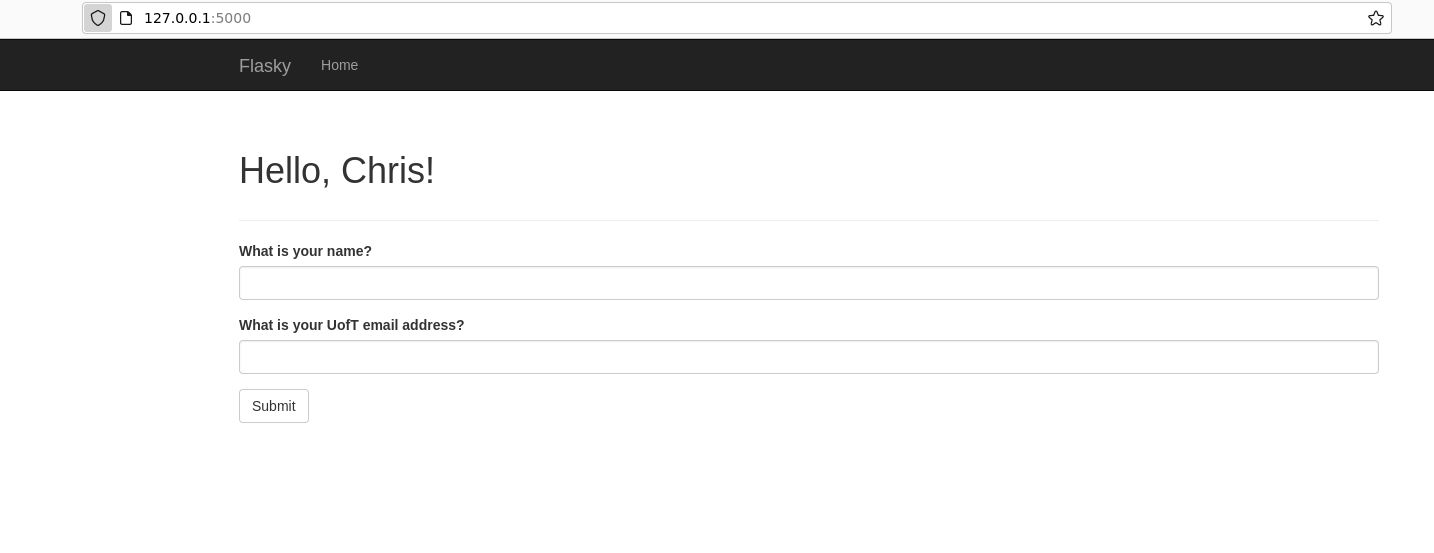 127.0.0.1:5000
Flasky Home
Hello, Chris!
What is your name?
What is your UofT email address?
Submit